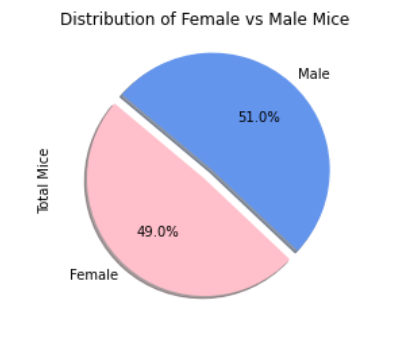 Distribution of Female vs Male Mice
Male
51.0%
Total Mice
49.0%
Female